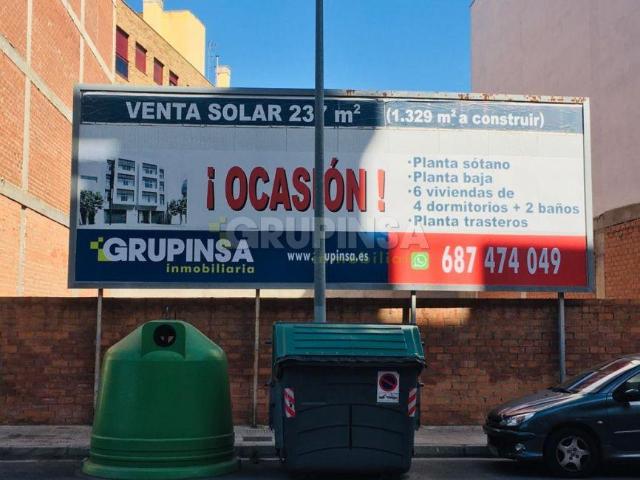 VENTA SOLAR 237 m² (1.329 m² a construir)
¡OCASIÓN!
·Planta sótano
·Planta baja
·6 viviendas de
4 dormitorios + 2 baños
·Planta trasteros
GRUPINSA
inmobiliaria
www.grupinsa.es
687 474 049
GRUPINSA
inmobiliaria